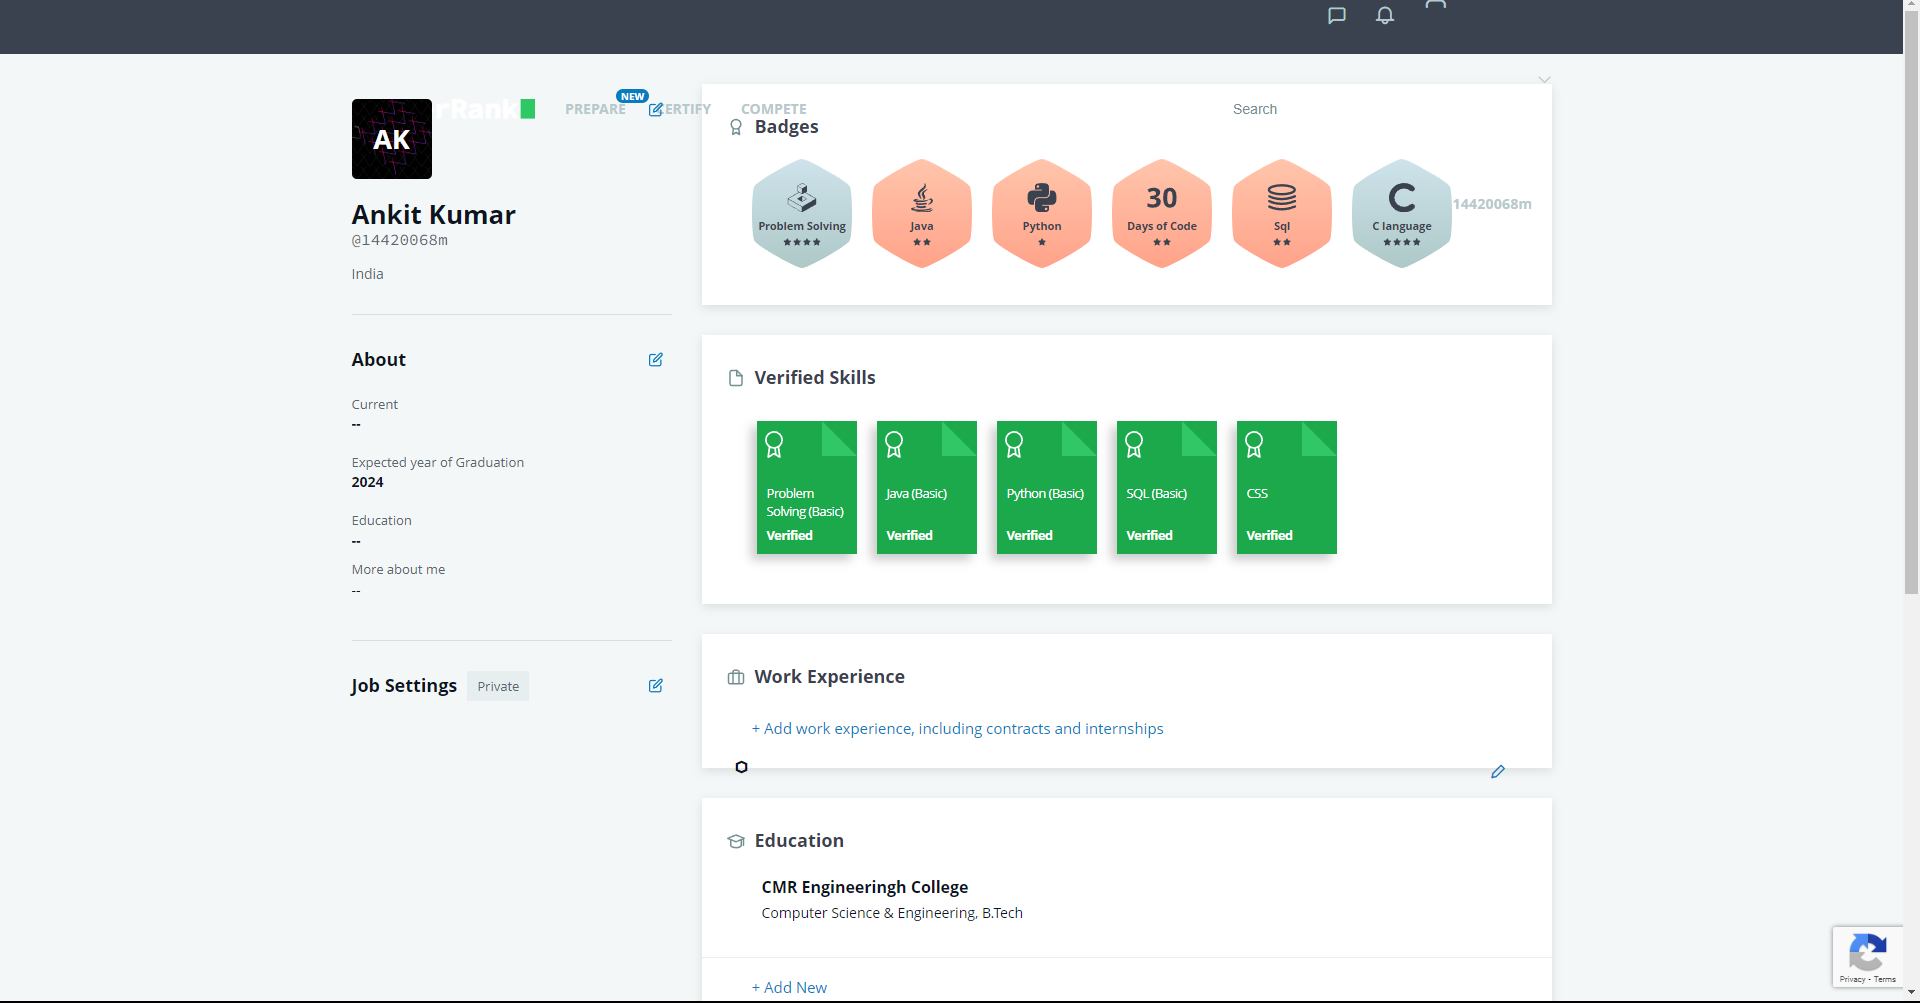 rRank
PREPARE
NEW
ERTIFY
COMPETE
Search
AK
Ankit Kumar
@14420068m
India
About
Current
--
Expected year of Graduation
2024
Education
--
More about me
--
Job Settings
Private
Badges
Problem Solving
Java
Python
30
Days of Code
Sql
C
C language
14420068m
Verified Skills
Problem
Solving (Basic)
Verified
Java (Basic)
Verified
Python (Basic)
Verified
SQL (Basic)
Verified
CSS
Verified
Work Experience
+ Add work experience, including contracts and internships
Education
CMR Engineeringh College
Computer Science & Engineering, B.Tech
+ Add New
Privacy - Terms